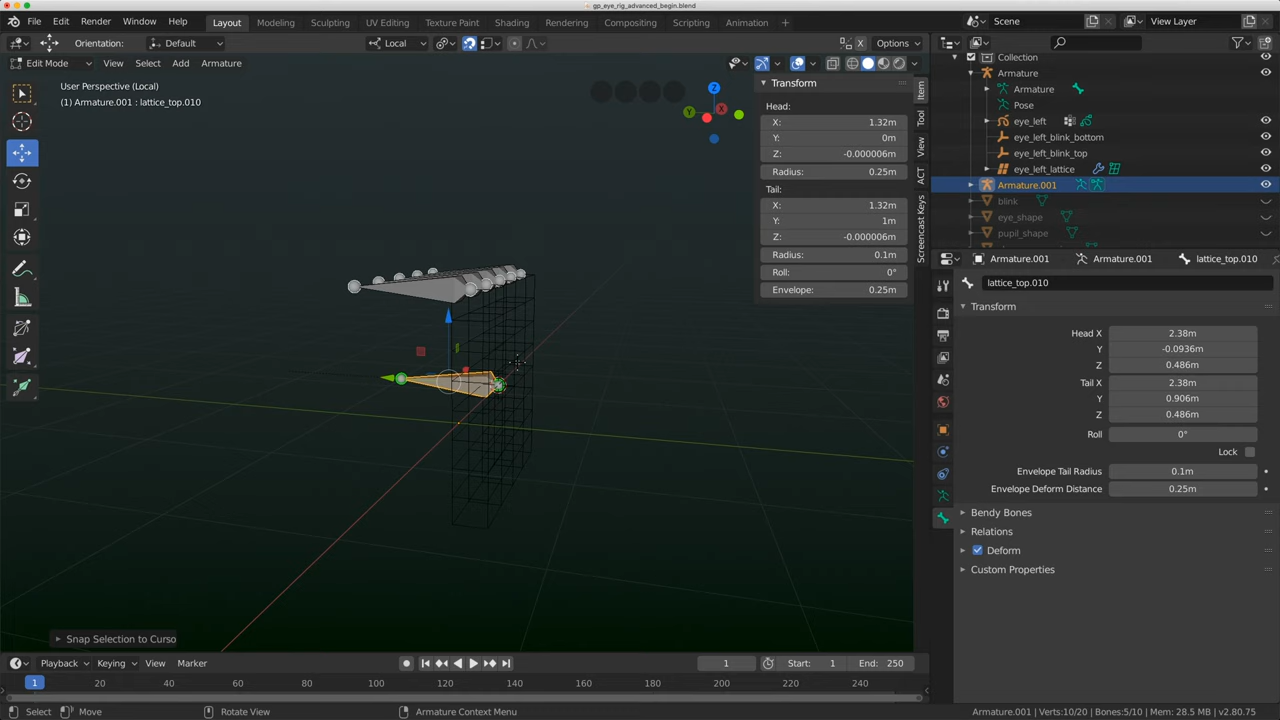 gp_eye_rig_advanced_begin.blend
File Edit Render Window Help
Layout Modeling Sculpting UV Editing Texture Paint Shading Rendering Compositing Scripting Animation +
Scene View Layer
Orientation: Default Local X Options
Edit Mode View Select Add Armature
User Perspective (Local)
(1) Armature.001 : lattice_top.010
Z
Y X
Transform
Head:
X: 1.32m
Y: 0m
Z: -0.000006m
Radius: 0.25m
Tail:
X: 1.32m
Y: 1m
Z: -0.000006m
Radius: 0.1m
Roll: 0°
Envelope: 0.25m
Item
Tool
View
ACT
Screencast Keys
Collection
Armature
Armature
Pose
eye_left
eye_left_blink_bottom
eye_left_blink_top
eye_left_lattice
Armature.001
blink
eye_shape
pupil_shape
Armature.001 Armature.001 lattice_top.010
lattice_top.010
Transform
Head X 2.38m
Y -0.0936m
Z 0.486m
Tail X 2.38m
Y 0.906m
Z 0.486m
Roll 0°
Lock
Envelope Tail Radius 0.1m
Envelope Deform Distance 0.25m
Bendy Bones
Relations
Deform
Custom Properties
Snap Selection to Curso
Playback Keying View Marker 1 Start: 1 End: 250
1 20 40 60 80 100 120 140 160 180 200 220 240
Select Move Rotate View Armature Context Menu Armature.001 | Verts:10/20 | Bones:5/10 | Mem: 28.5 MB | v2.80.75